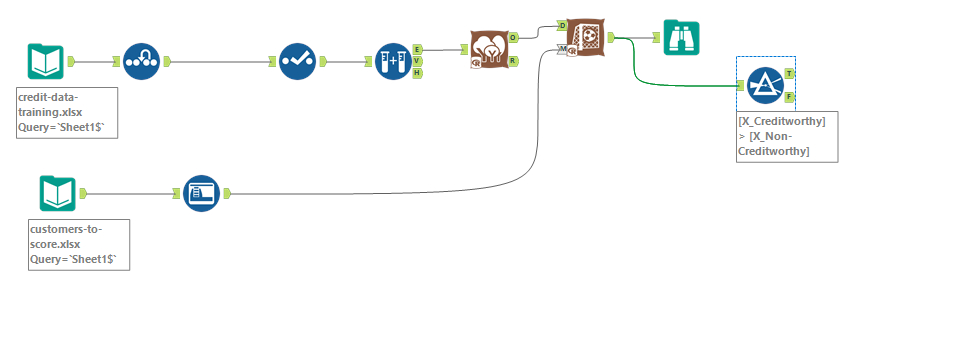 D
E
O
M
V
R
H
R
R
T
F
credit-data-
training.xlsx
Query=`Sheet1$`
[X_Creditworthy]
> [X_Non-
Creditworthy]
customers-to-
score.xlsx
Query=`Sheet1$`